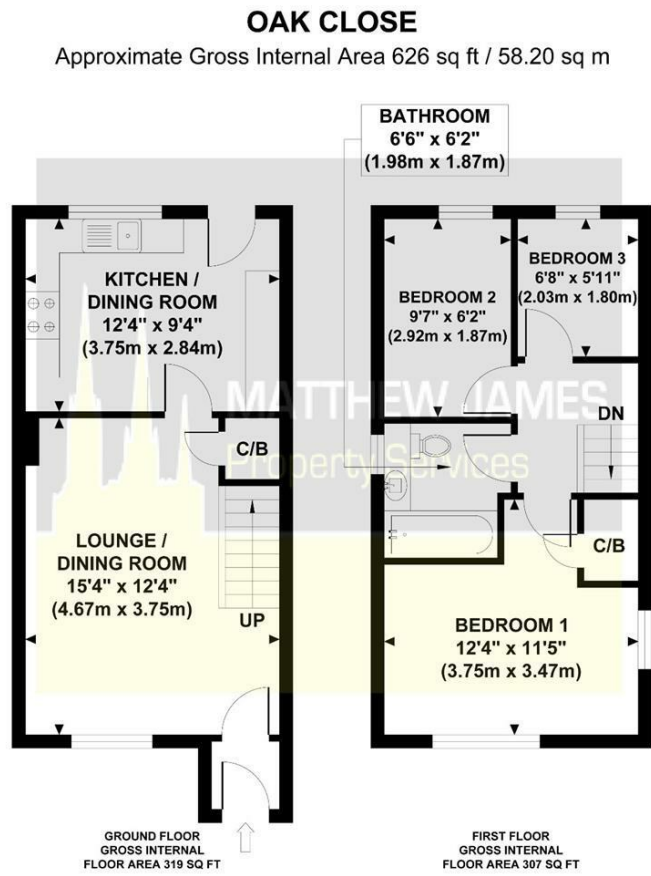 OAK CLOSE
Approximate Gross Internal Area 626 sq ft / 58.20 sq m
BATHROOM
6'6" x 6'2"
(1.98m x 1.87m)
KITCHEN /
DINING ROOM
12'4" x 9'4"
(3.75m x 2.84m)
BEDROOM 2
9'7" x 6'2"
(2.92m x 1.87m)
BEDROOM 3
6'8" x 5'11"
(2.03m x 1.80m)
MATTHEW JAMES
Property Services
DN
C/B
LOUNGE /
DINING ROOM
15'4" x 12'4"
(4.67m x 3.75m)
UP
C/B
BEDROOM 1
12'4" x 11'5"
(3.75m x 3.47m)
GROUND FLOOR
GROSS INTERNAL
FLOOR AREA 319 SQ FT
FIRST FLOOR
GROSS INTERNAL
FLOOR AREA 307 SQ FT